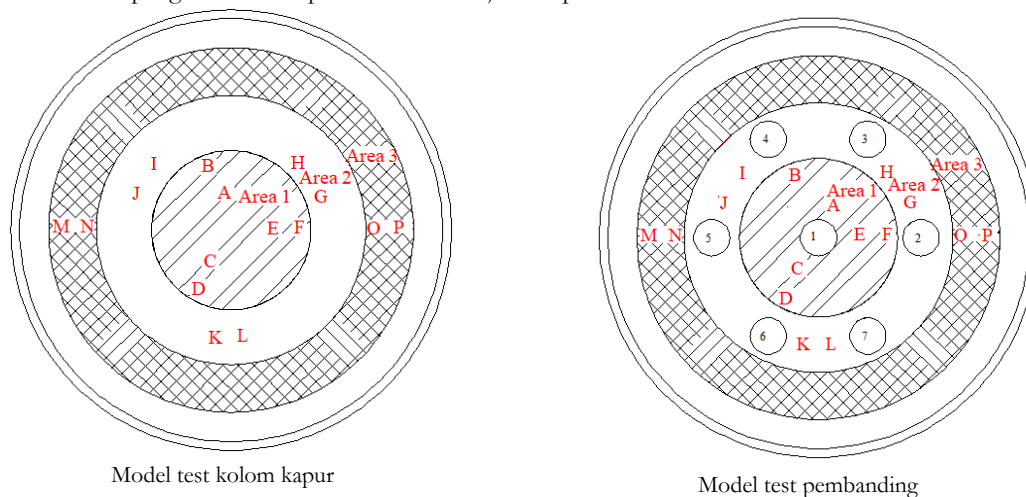 I B H Area 3
Area 2
J A Area 1 G
M N E F O P
C
D
K L
Model test kolom kapur
4 3
I B H Area 3
Area 2
Area 1
J A G
M N 5 1 E F 2 O P
C
D
6 K L 7
Model test pembanding